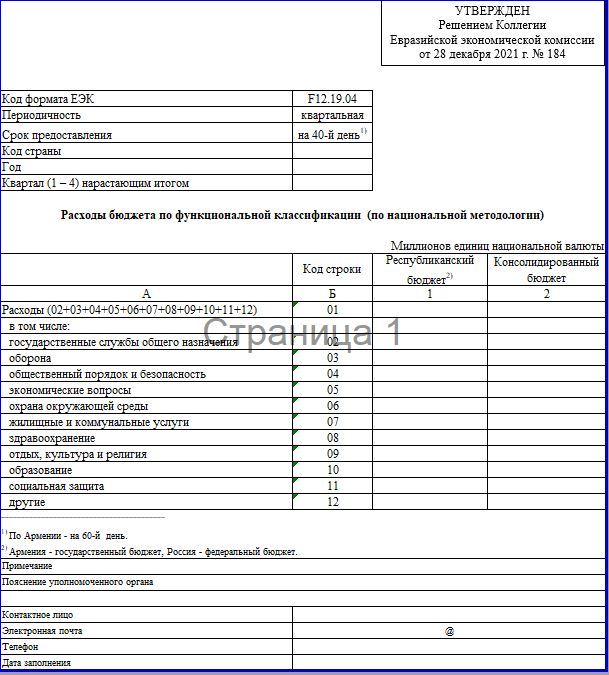 УТВЕРЖДЕН
Решением Коллегии
Евразийской экономической комиссии
от 28 декабря 2021 г. № 184
Код формата ЕЭК F12.19.04
Периодичность квартальная
Срок предоставления на 40-й день1)
Код страны
Год
Квартал (1 – 4) нарастающим итогом
Расходы бюджета по функциональной классификации (по национальной методологии)
Миллионов единиц национальной валюты
Код строки Республиканский бюджет2) Консолидированный бюджет
А Б 1 2
Расходы (02+03+04+05+06+07+08+09+10+11+12) 01
в том числе:
Страница 1
государственные службы общего назначения 02
оборона 03
общественный порядок и безопасность 04
экономические вопросы 05
охрана окружающей среды 06
жилищные и коммунальные услуги 07
здравоохранение 08
отдых, культура и религия 09
образование 10
социальная защита 11
другие 12
1) По Армении - на 60-й день.
2) Армения - государственный бюджет, Россия - федеральный бюджет.
Примечание
Пояснение уполномоченного органа
Контактное лицо
Электронная почта @
Телефон
Дата заполнения